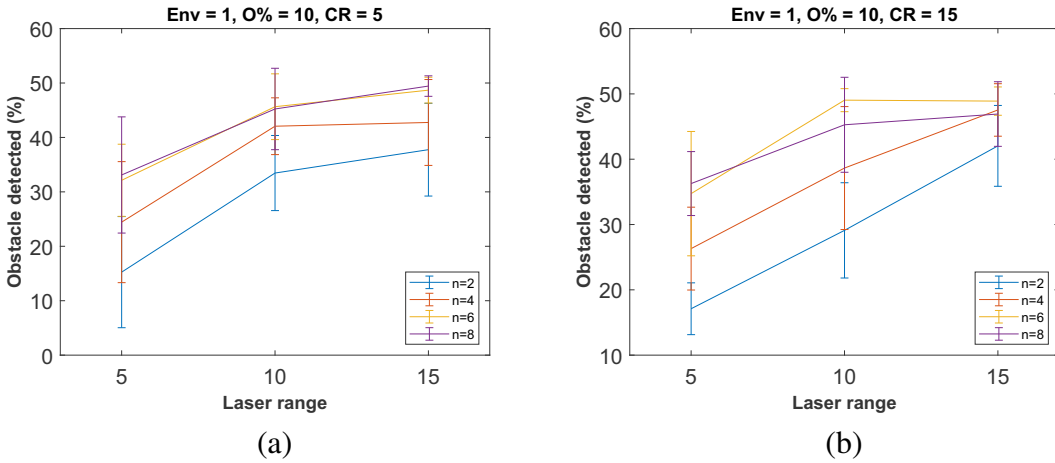 Env = 1, O% = 10, CR = 5
60
50
40
30
20
10
0
Obstacle detected (%)
5
10
15
Laser range
n=2
n=4
n=6
n=8
(a)
Env = 1, O% = 10, CR = 15
60
50
40
30
20
10
Obstacle detected (%)
5
10
15
Laser range
n=2
n=4
n=6
n=8
(b)